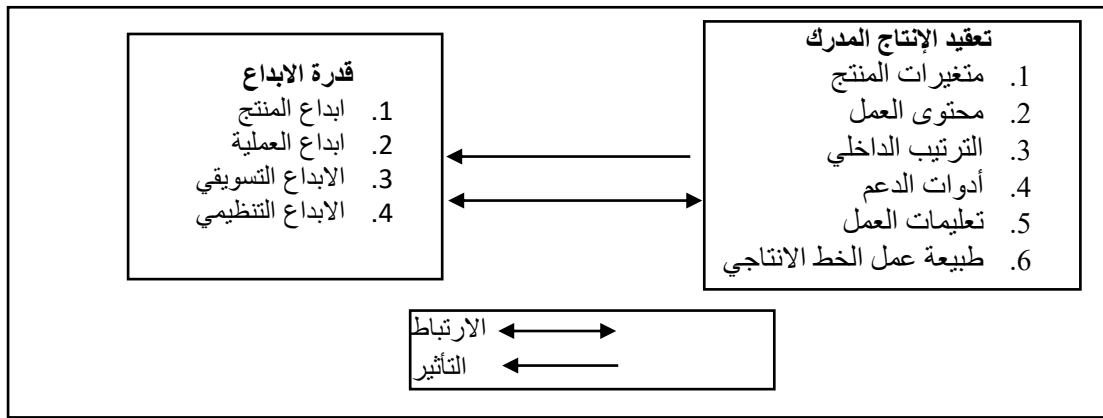 تعقيد الإنتاج المدرك
1. متغيرات المنتج
2. محتوى العمل
3. الترتيب الداخلي
4. أدوات الدعم
5. تعليمات العمل
6. طبيعة عمل الخط الانتاجي
قدرة الابداع
1. ابداع المنتج
2. ابداع العملية
3. الابداع التسويقي
4. الابداع التنظيمي
الارتباط
التأثير